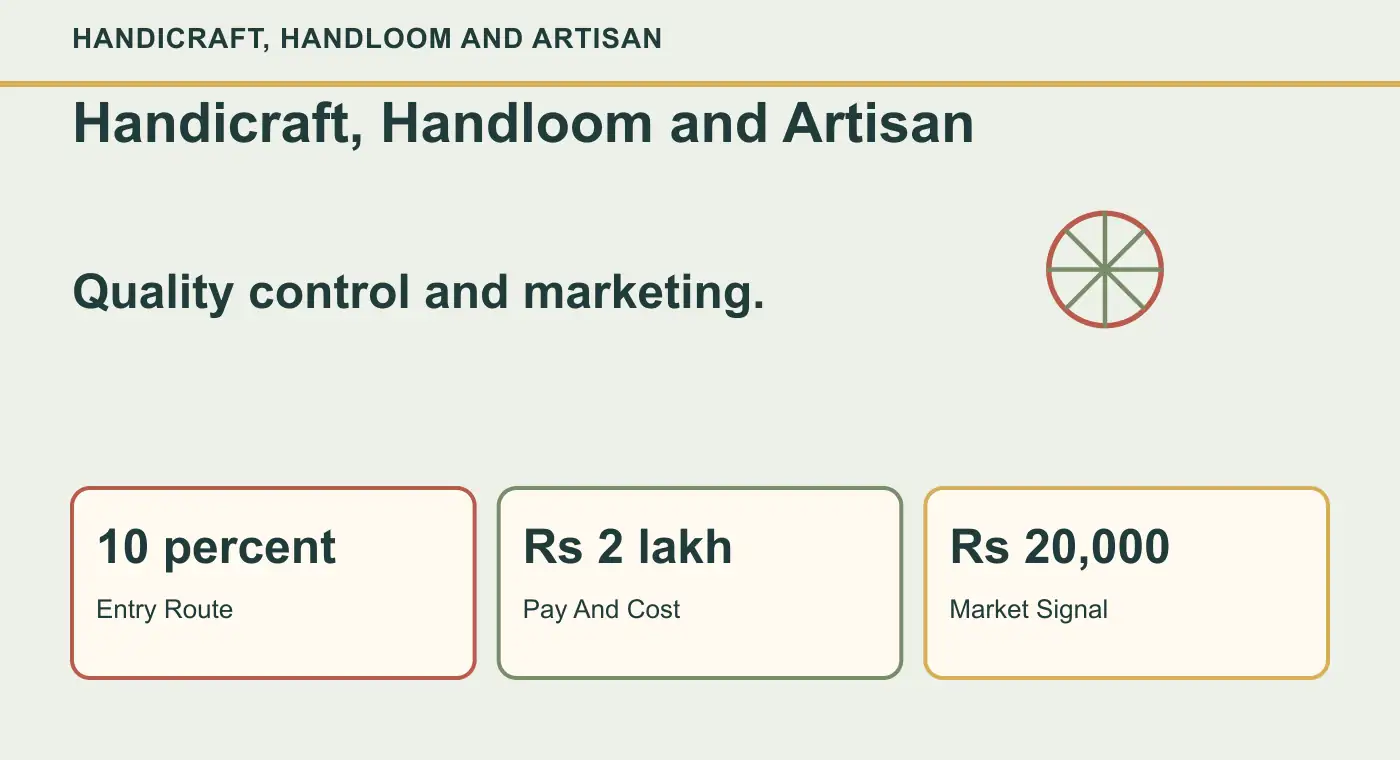 HANDICRAFT, HANDLOOM AND ARTISAN
Handicraft, Handloom and Artisan
Quality control and marketing.
10 percent
Entry Route
Rs 2 lakh
Pay And Cost
Rs 20,000
Market Signal